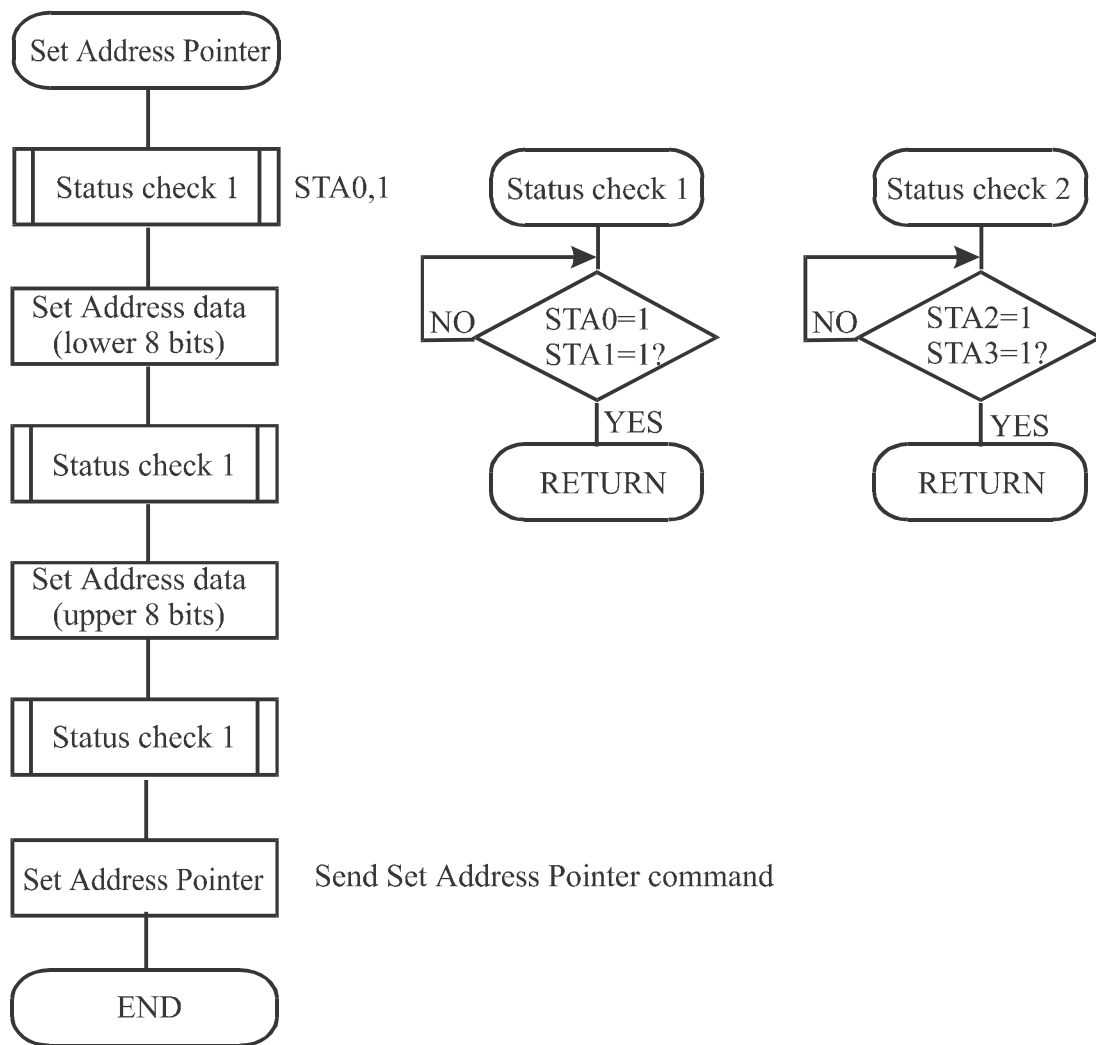 Set Address Pointer
Status check 1
STA0,1
Set Address data
(lower 8 bits)
Status check 1
Set Address data
(upper 8 bits)
Status check 1
Set Address Pointer
Send Set Address Pointer command
END
Status check 1
NO
STA0=1
STA1=1?
YES
RETURN
Status check 2
NO
STA2=1
STA3=1?
YES
RETURN